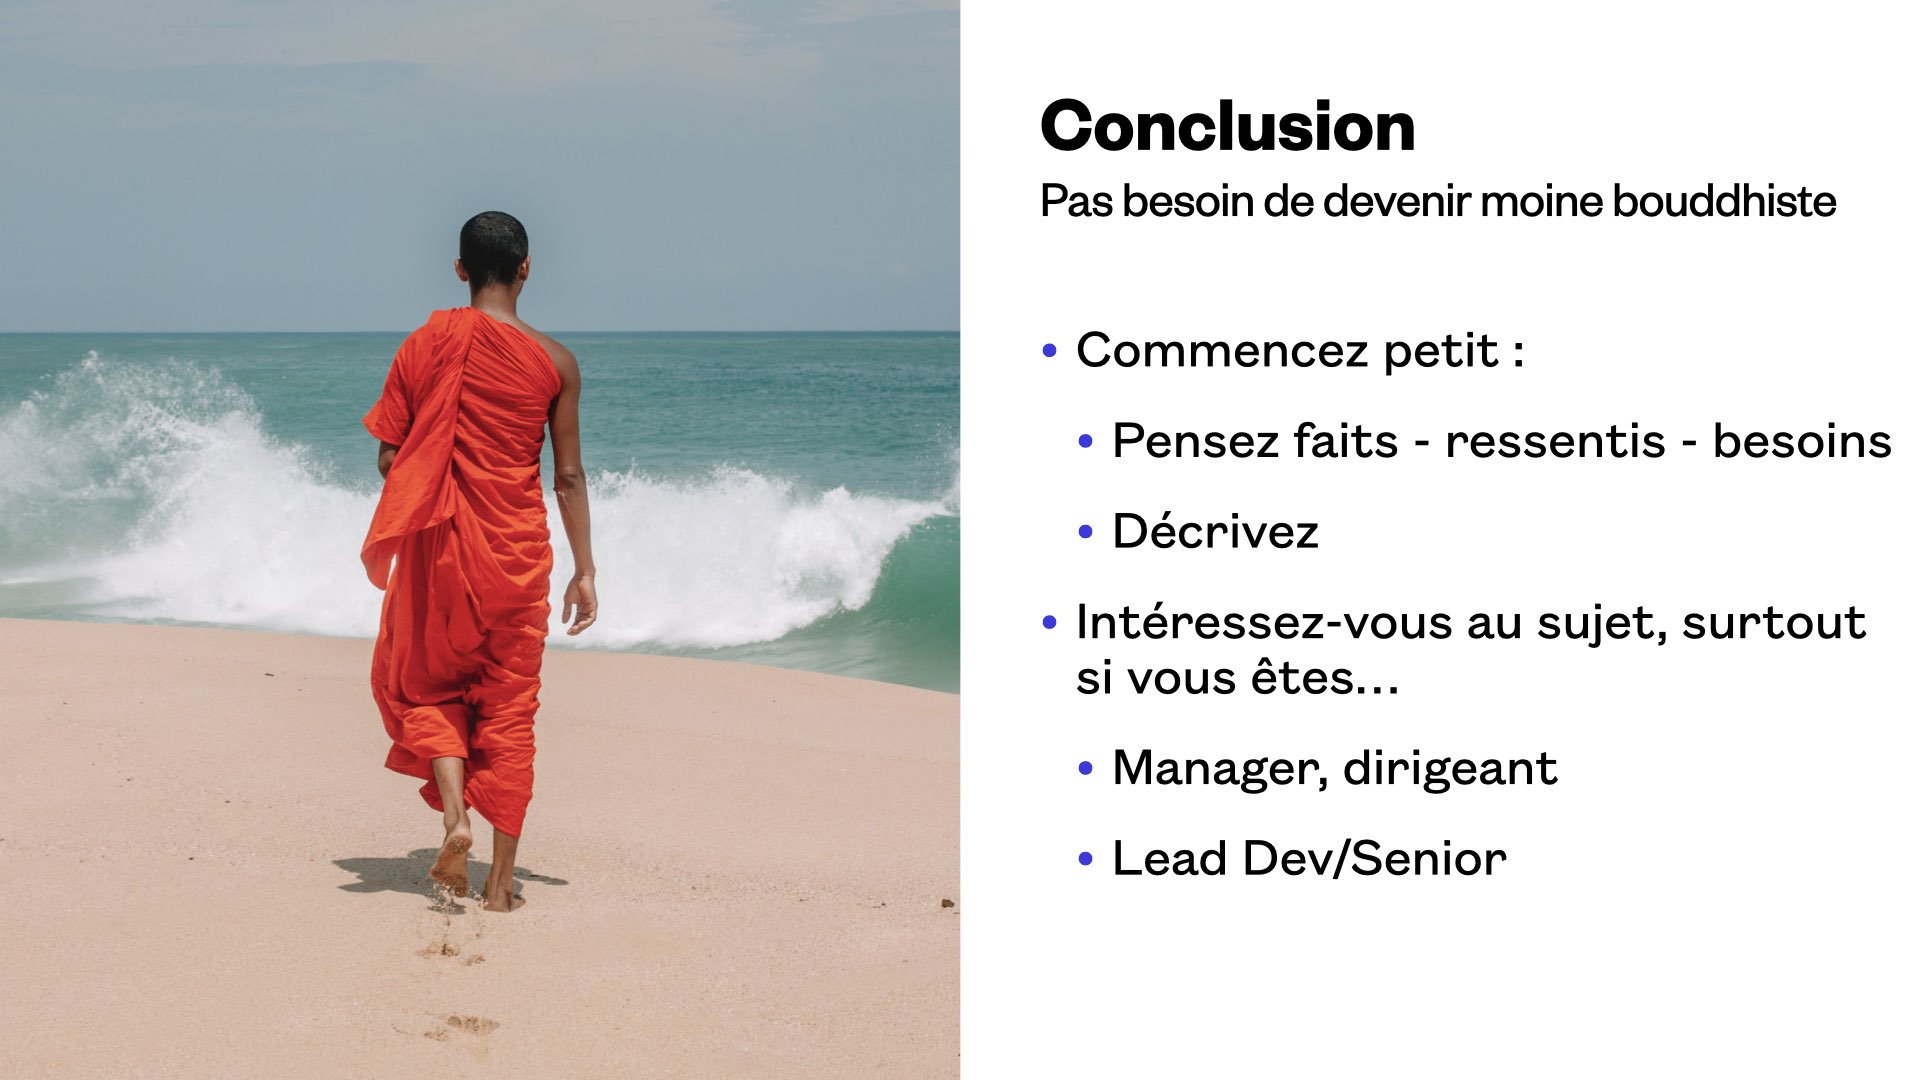 Conclusion
Pas besoin de devenir moine bouddhiste
• Commencez petit :
• Pensez faits - ressentis - besoins
• Décrivez
• Intéressez-vous au sujet, surtout
si vous êtes…
• Manager, dirigeant
• Lead Dev/Senior